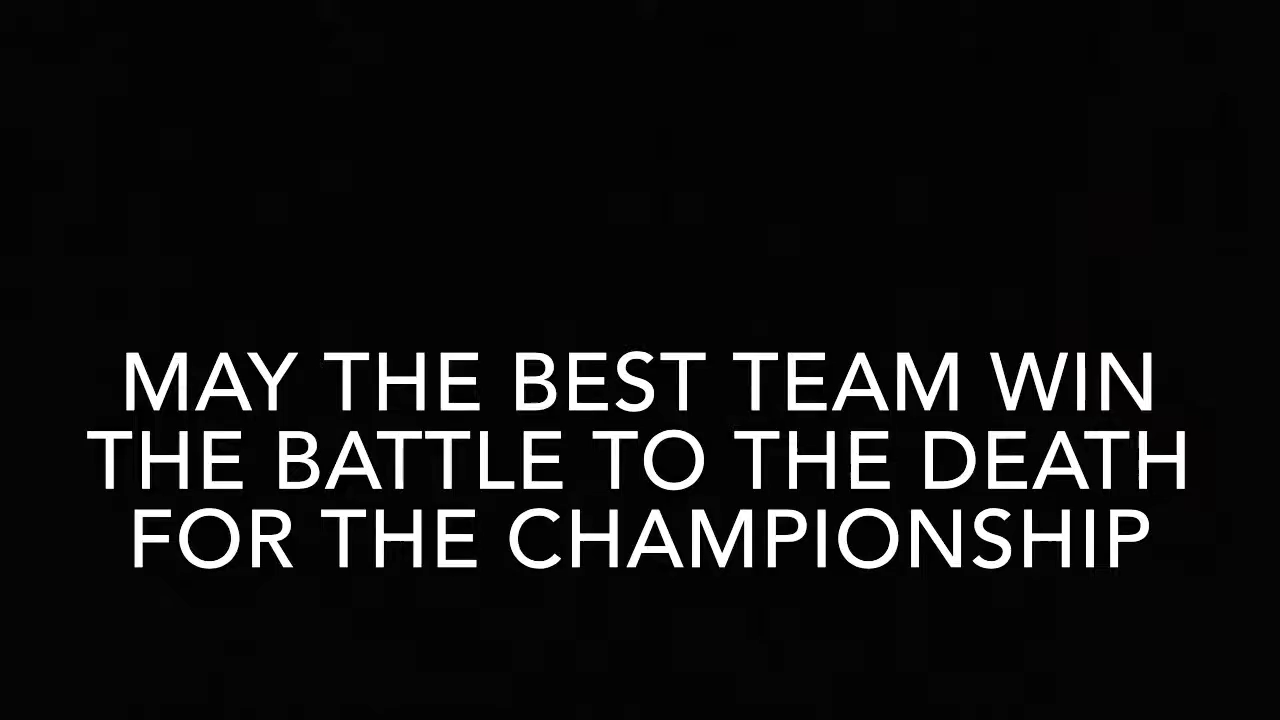 MAY THE BEST TEAM WIN
THE BATTLE TO THE DEATH
FOR THE CHAMPIONSHIP